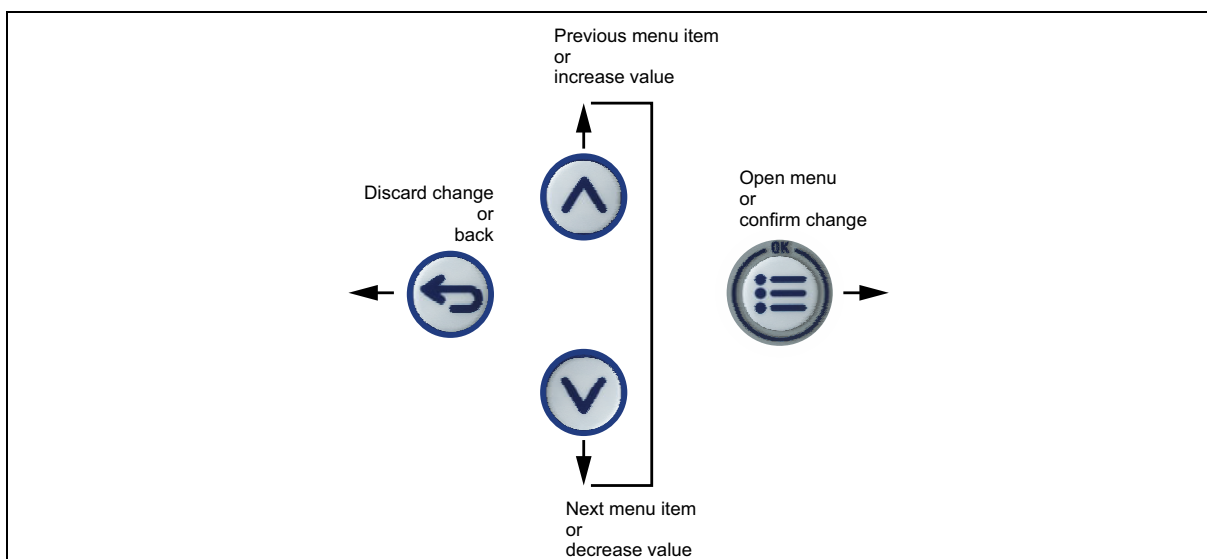 Previous menu item
or
increase value
Discard change
or
back
Open menu
or
confirm change
OK
Next menu item
or
decrease value